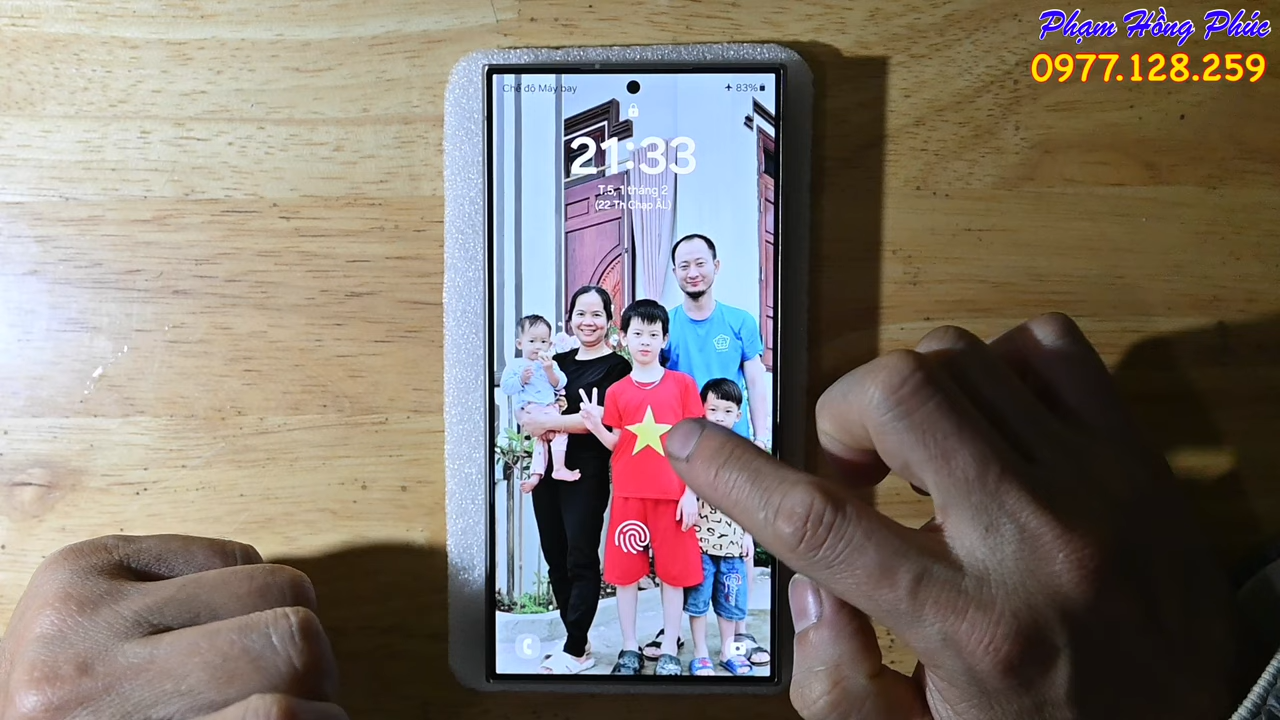 Phạm Hồng Phúc
0977.128.259
Chế độ Máy bay
83%
21:33
T.5, 1 tháng 2
(22 Th Chạp ÂL)